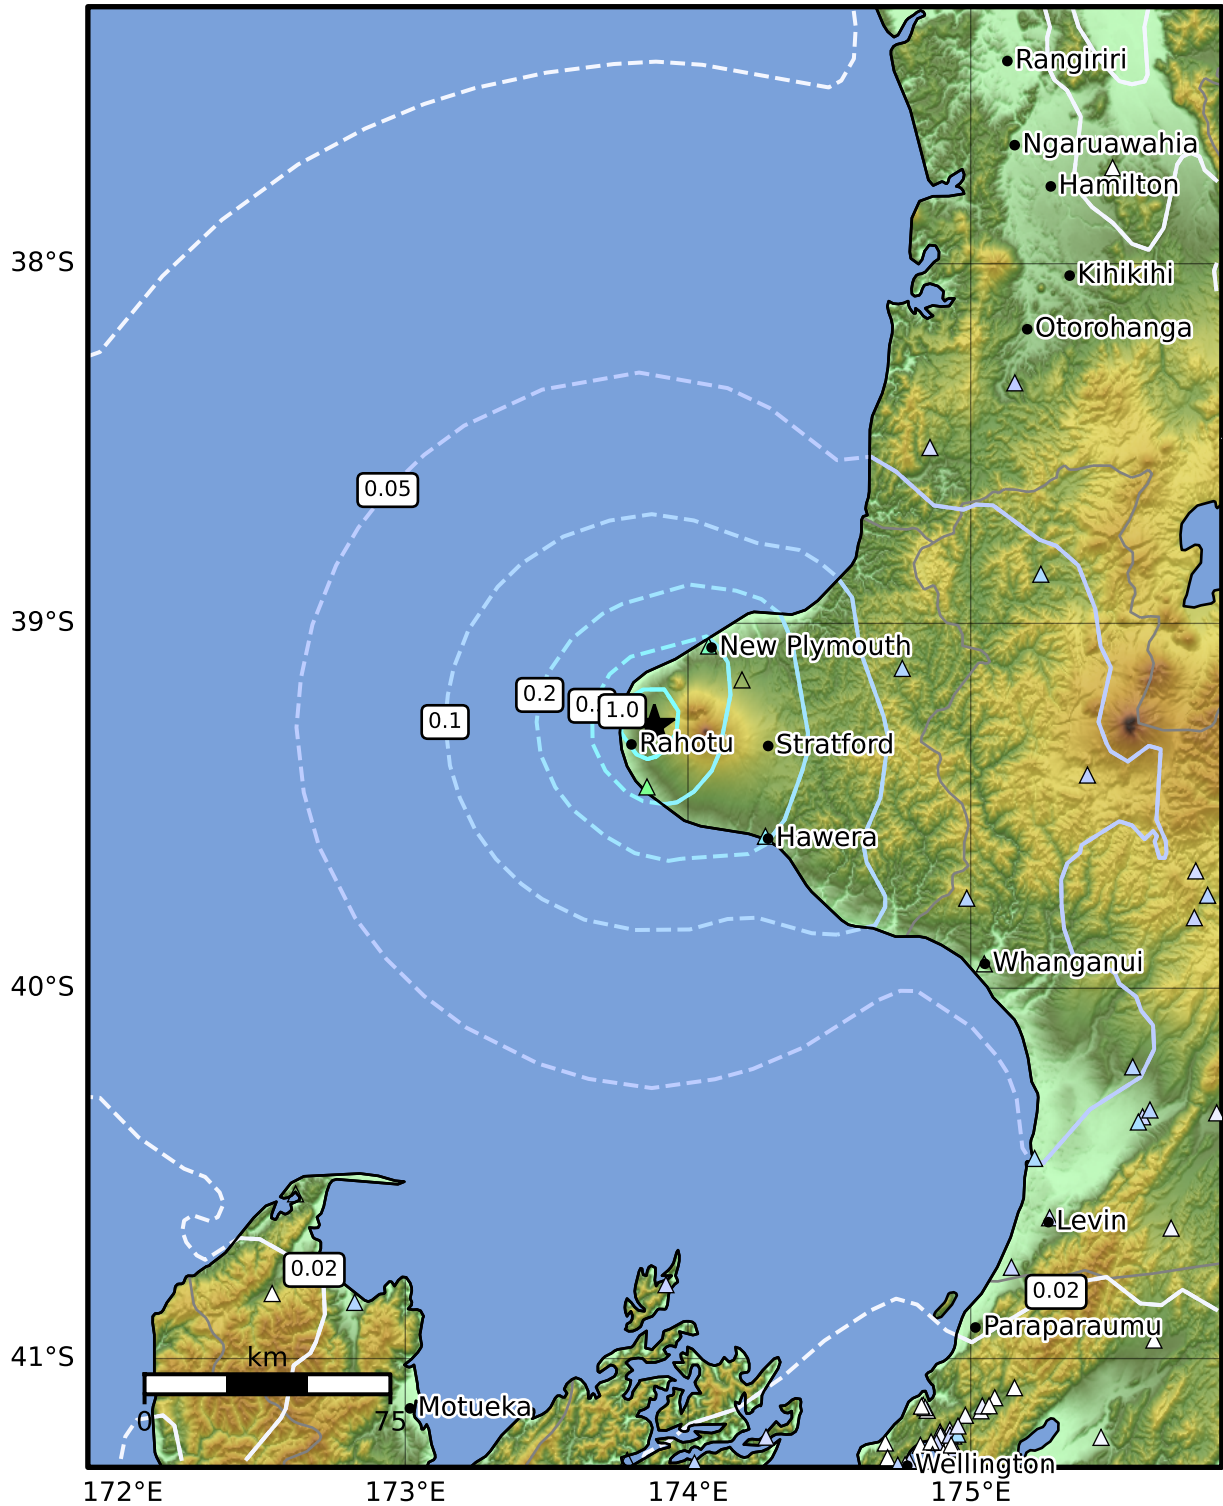 Rangiriri
Ngaruawahia
Hamilton
38°S
Kihikihi
Otorohanga
0.05
39°S
New Plymouth
0.2
1.0
0.1
Rahotu
Stratford
Hawera
Whanganui
40°S
Levin
0.02
0.02
Paraparaumu
41°S
km
0
75
Motueka
Wellington
172°E
173°E
174°E
175°E